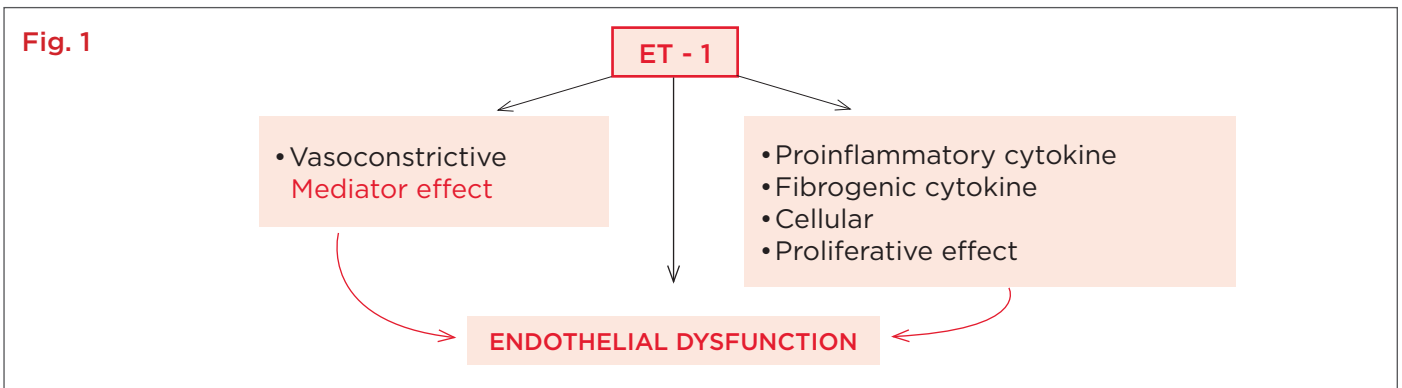 Fig. 1
ET - 1
• Vasoconstrictive
Mediator effect
• Proinflammatory cytokine
• Fibrogenic cytokine
• Cellular
• Proliferative effect
ENDOTHELIAL DYSFUNCTION